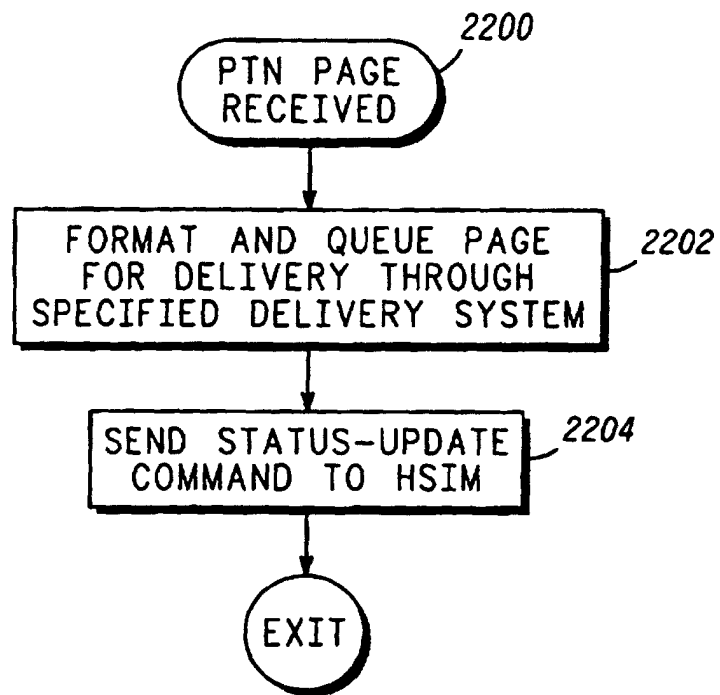 2200
PTN PAGE
RECEIVED
FORMAT AND QUEUE PAGE
FOR DELIVERY THROUGH
SPECIFIED DELIVERY SYSTEM
2202
SEND STATUS-UPDATE
COMMAND TO HSIM
2204
EXIT